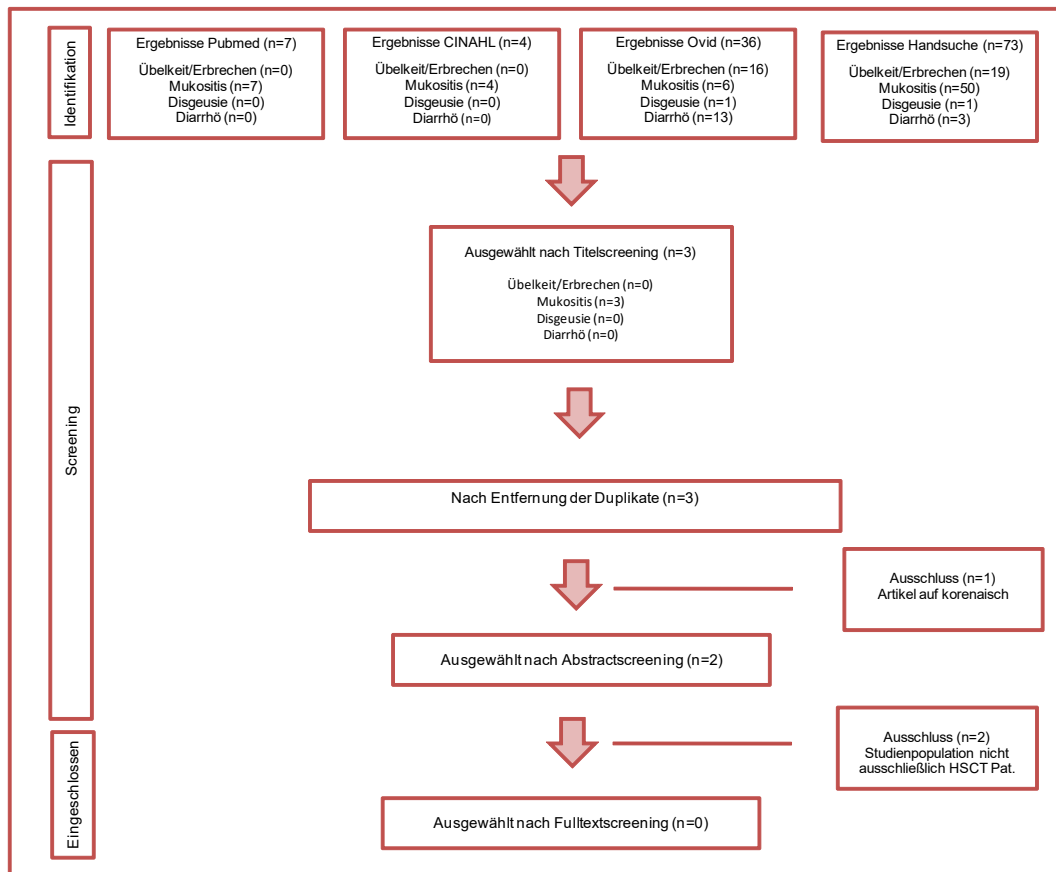 Identifikation
Ergebnisse Pubmed (n=7)
Übelkeit/Erbrechen (n=0)
Mukositis (n=7)
Disgeusie (n=0)
Diarrhö (n=0)
Ergebnisse CINAHL (n=4)
Übelkeit/Erbrechen (n=0)
Mukositis (n=4)
Disgeusie (n=0)
Diarrhö (n=0)
Ergebnisse Ovid (n=36)
Übelkeit/Erbrechen (n=16)
Mukositis (n=6)
Disgeusie (n=1)
Diarrhö (n=13)
Ergebnisse Handsuche (n=73)
Übelkeit/Erbrechen (n=19)
Mukositis (n=50)
Disgeusie (n=1)
Diarrhö (n=3)
Screening
Ausgewählt nach Titelscreening (n=3)
Übelkeit/Erbrechen (n=0)
Mukositis (n=3)
Disgeusie (n=0)
Diarrhö (n=0)
Nach Entfernung der Duplikate (n=3)
Ausschluss (n=1)
Artikel auf korenaisch
Ausgewählt nach Abstractscreening (n=2)
Eingeschlossen
Ausschluss (n=2)
Studienpopulation nicht
ausschließlich HSCT Pat.
Ausgewählt nach Fulltextscreening (n=0)